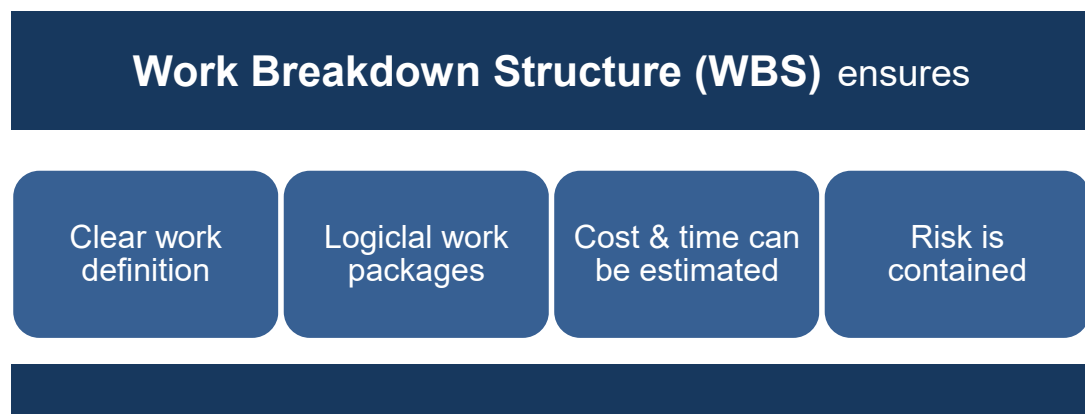 Work Breakdown Structure (WBS) ensures
Clear work
definition
Logiclal work
packages
Cost & time can
be estimated
Risk is
contained